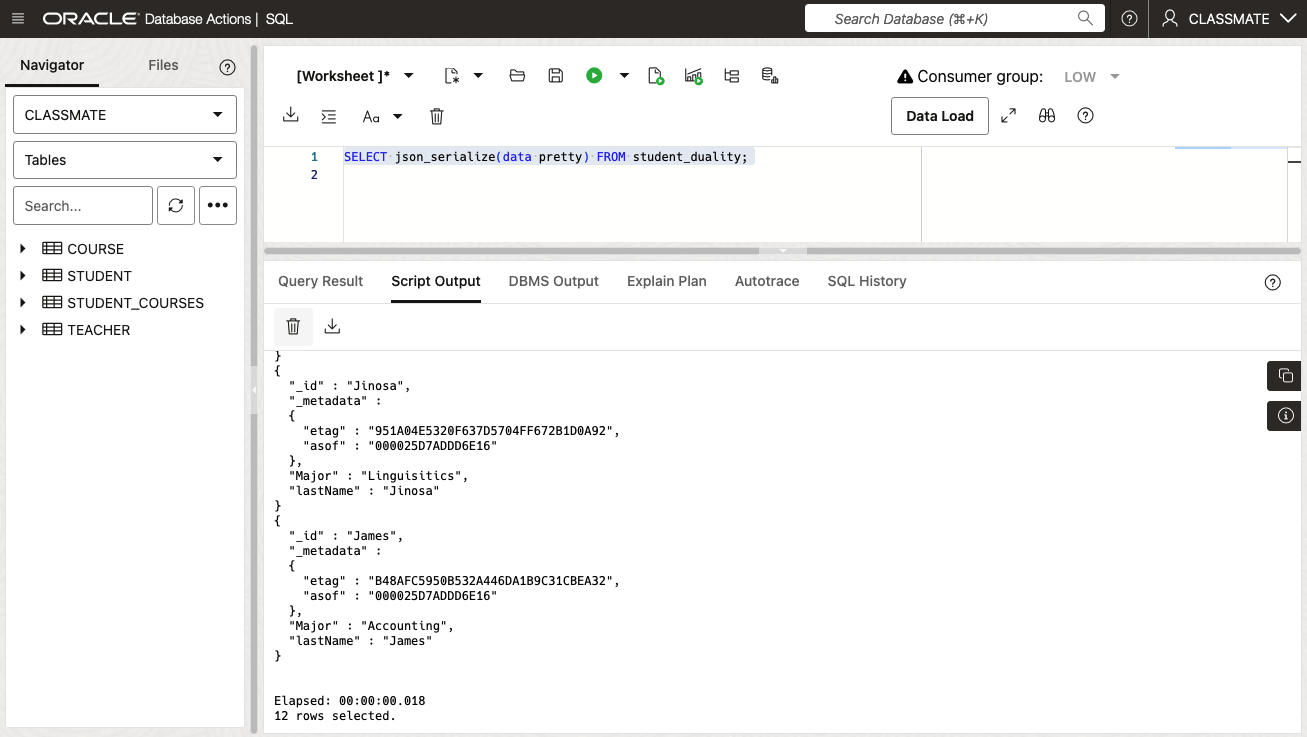 ORACLE Database Actions | SQL
Search Database (⌘+K)
CLASSMATE
Navigator
Files
CLASSMATE
Tables
Search...
COURSE
STUDENT
STUDENT_COURSES
TEACHER
[Worksheet ]*
Aa
Consumer group: LOW
Data Load
1 SELECT json_serialize(data pretty) FROM student_duality;
2
Query Result
Script Output
DBMS Output
Explain Plan
Autotrace
SQL History
}
{
"_id" : "Jinosa",
"_metadata" :
{
"etag" : "951A04E5320F637D5704FF672B1D0A92",
"asof" : "000025D7ADDD6E16"
},
"Major" : "Linguisitics",
"lastName" : "Jinosa"
}
{
"_id" : "James",
"_metadata" :
{
"etag" : "B48AFC5950B532A446DA1B9C31CBEA32",
"asof" : "000025D7ADDD6E16"
},
"Major" : "Accounting",
"lastName" : "James"
}
Elapsed: 00:00:00.018
12 rows selected.